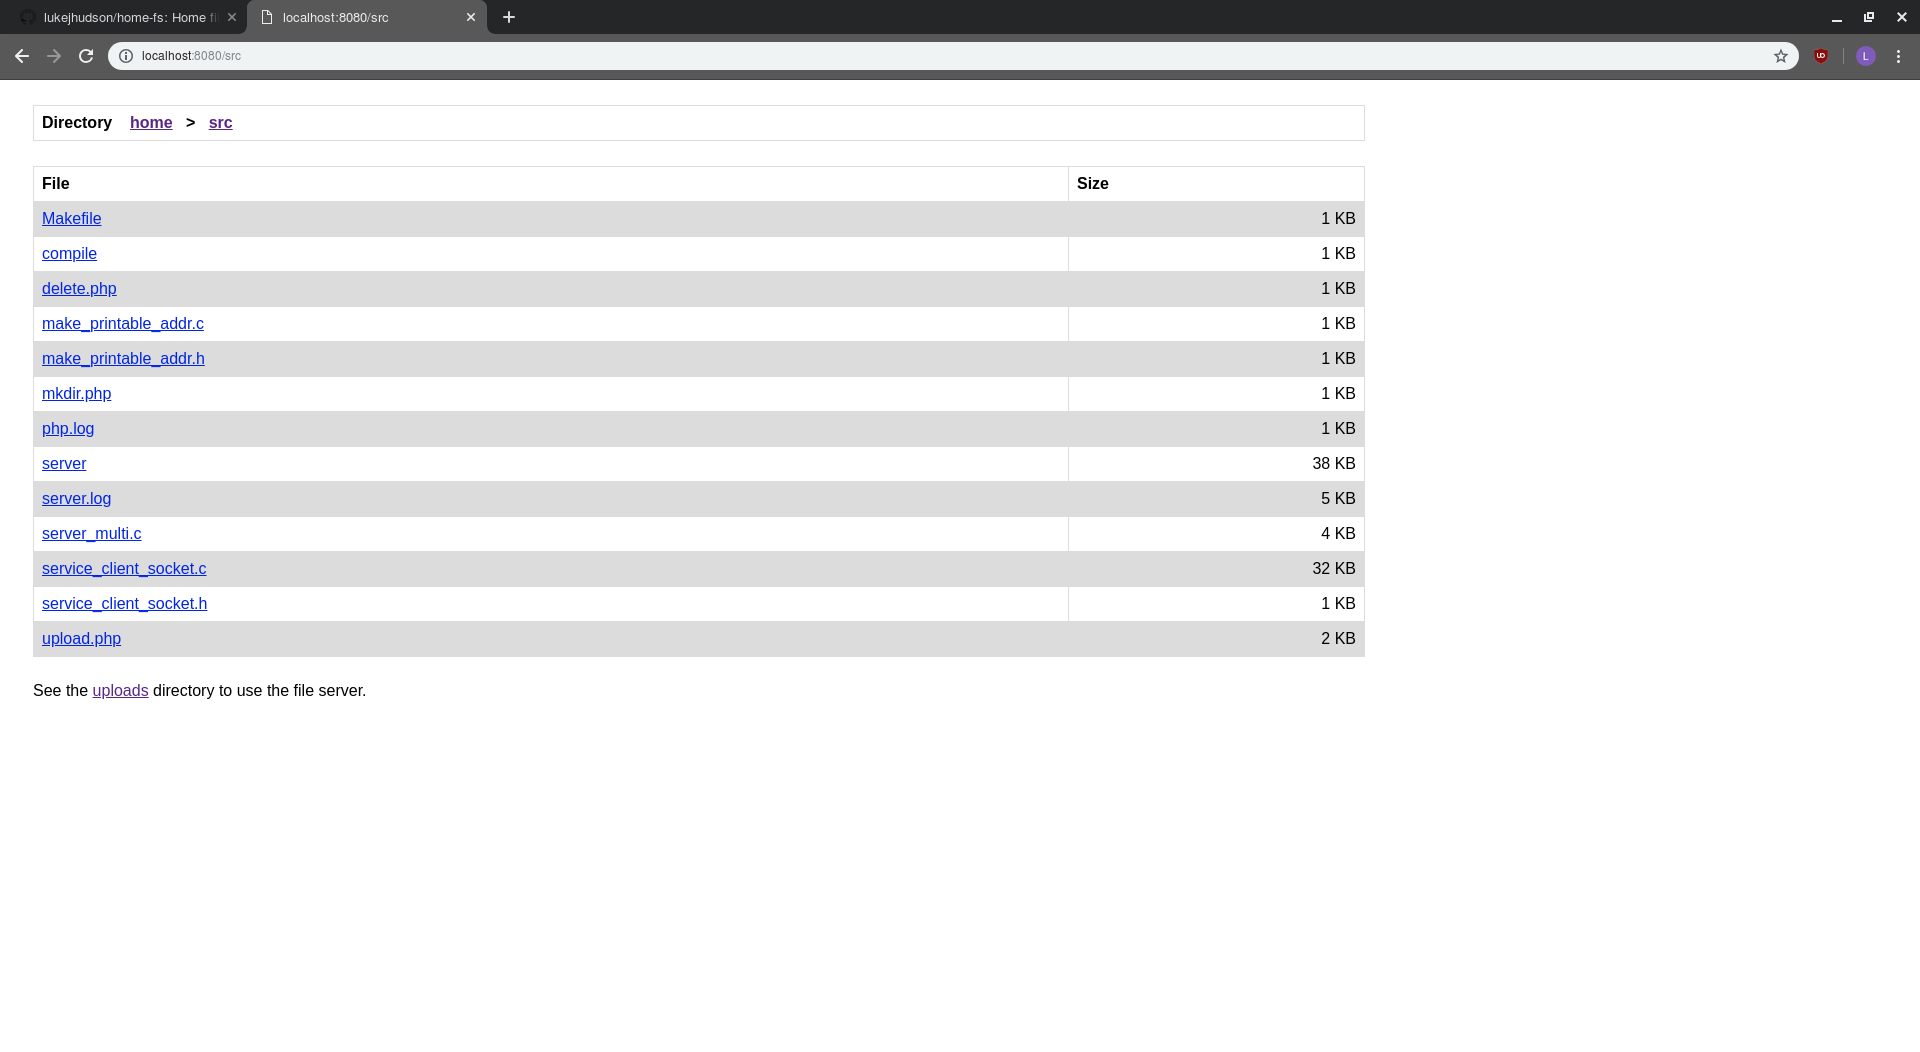 lukejhudson/home-fs: Home fi
localhost:8080/src
localhost:8080/src
L
Directory home > src
File Size
Makefile 1 KB
compile 1 KB
delete.php 1 KB
make_printable_addr.c 1 KB
make_printable_addr.h 1 KB
mkdir.php 1 KB
php.log 1 KB
server 38 KB
server.log 5 KB
server_multi.c 4 KB
service_client_socket.c 32 KB
service_client_socket.h 1 KB
upload.php 2 KB
See the uploads directory to use the file server.